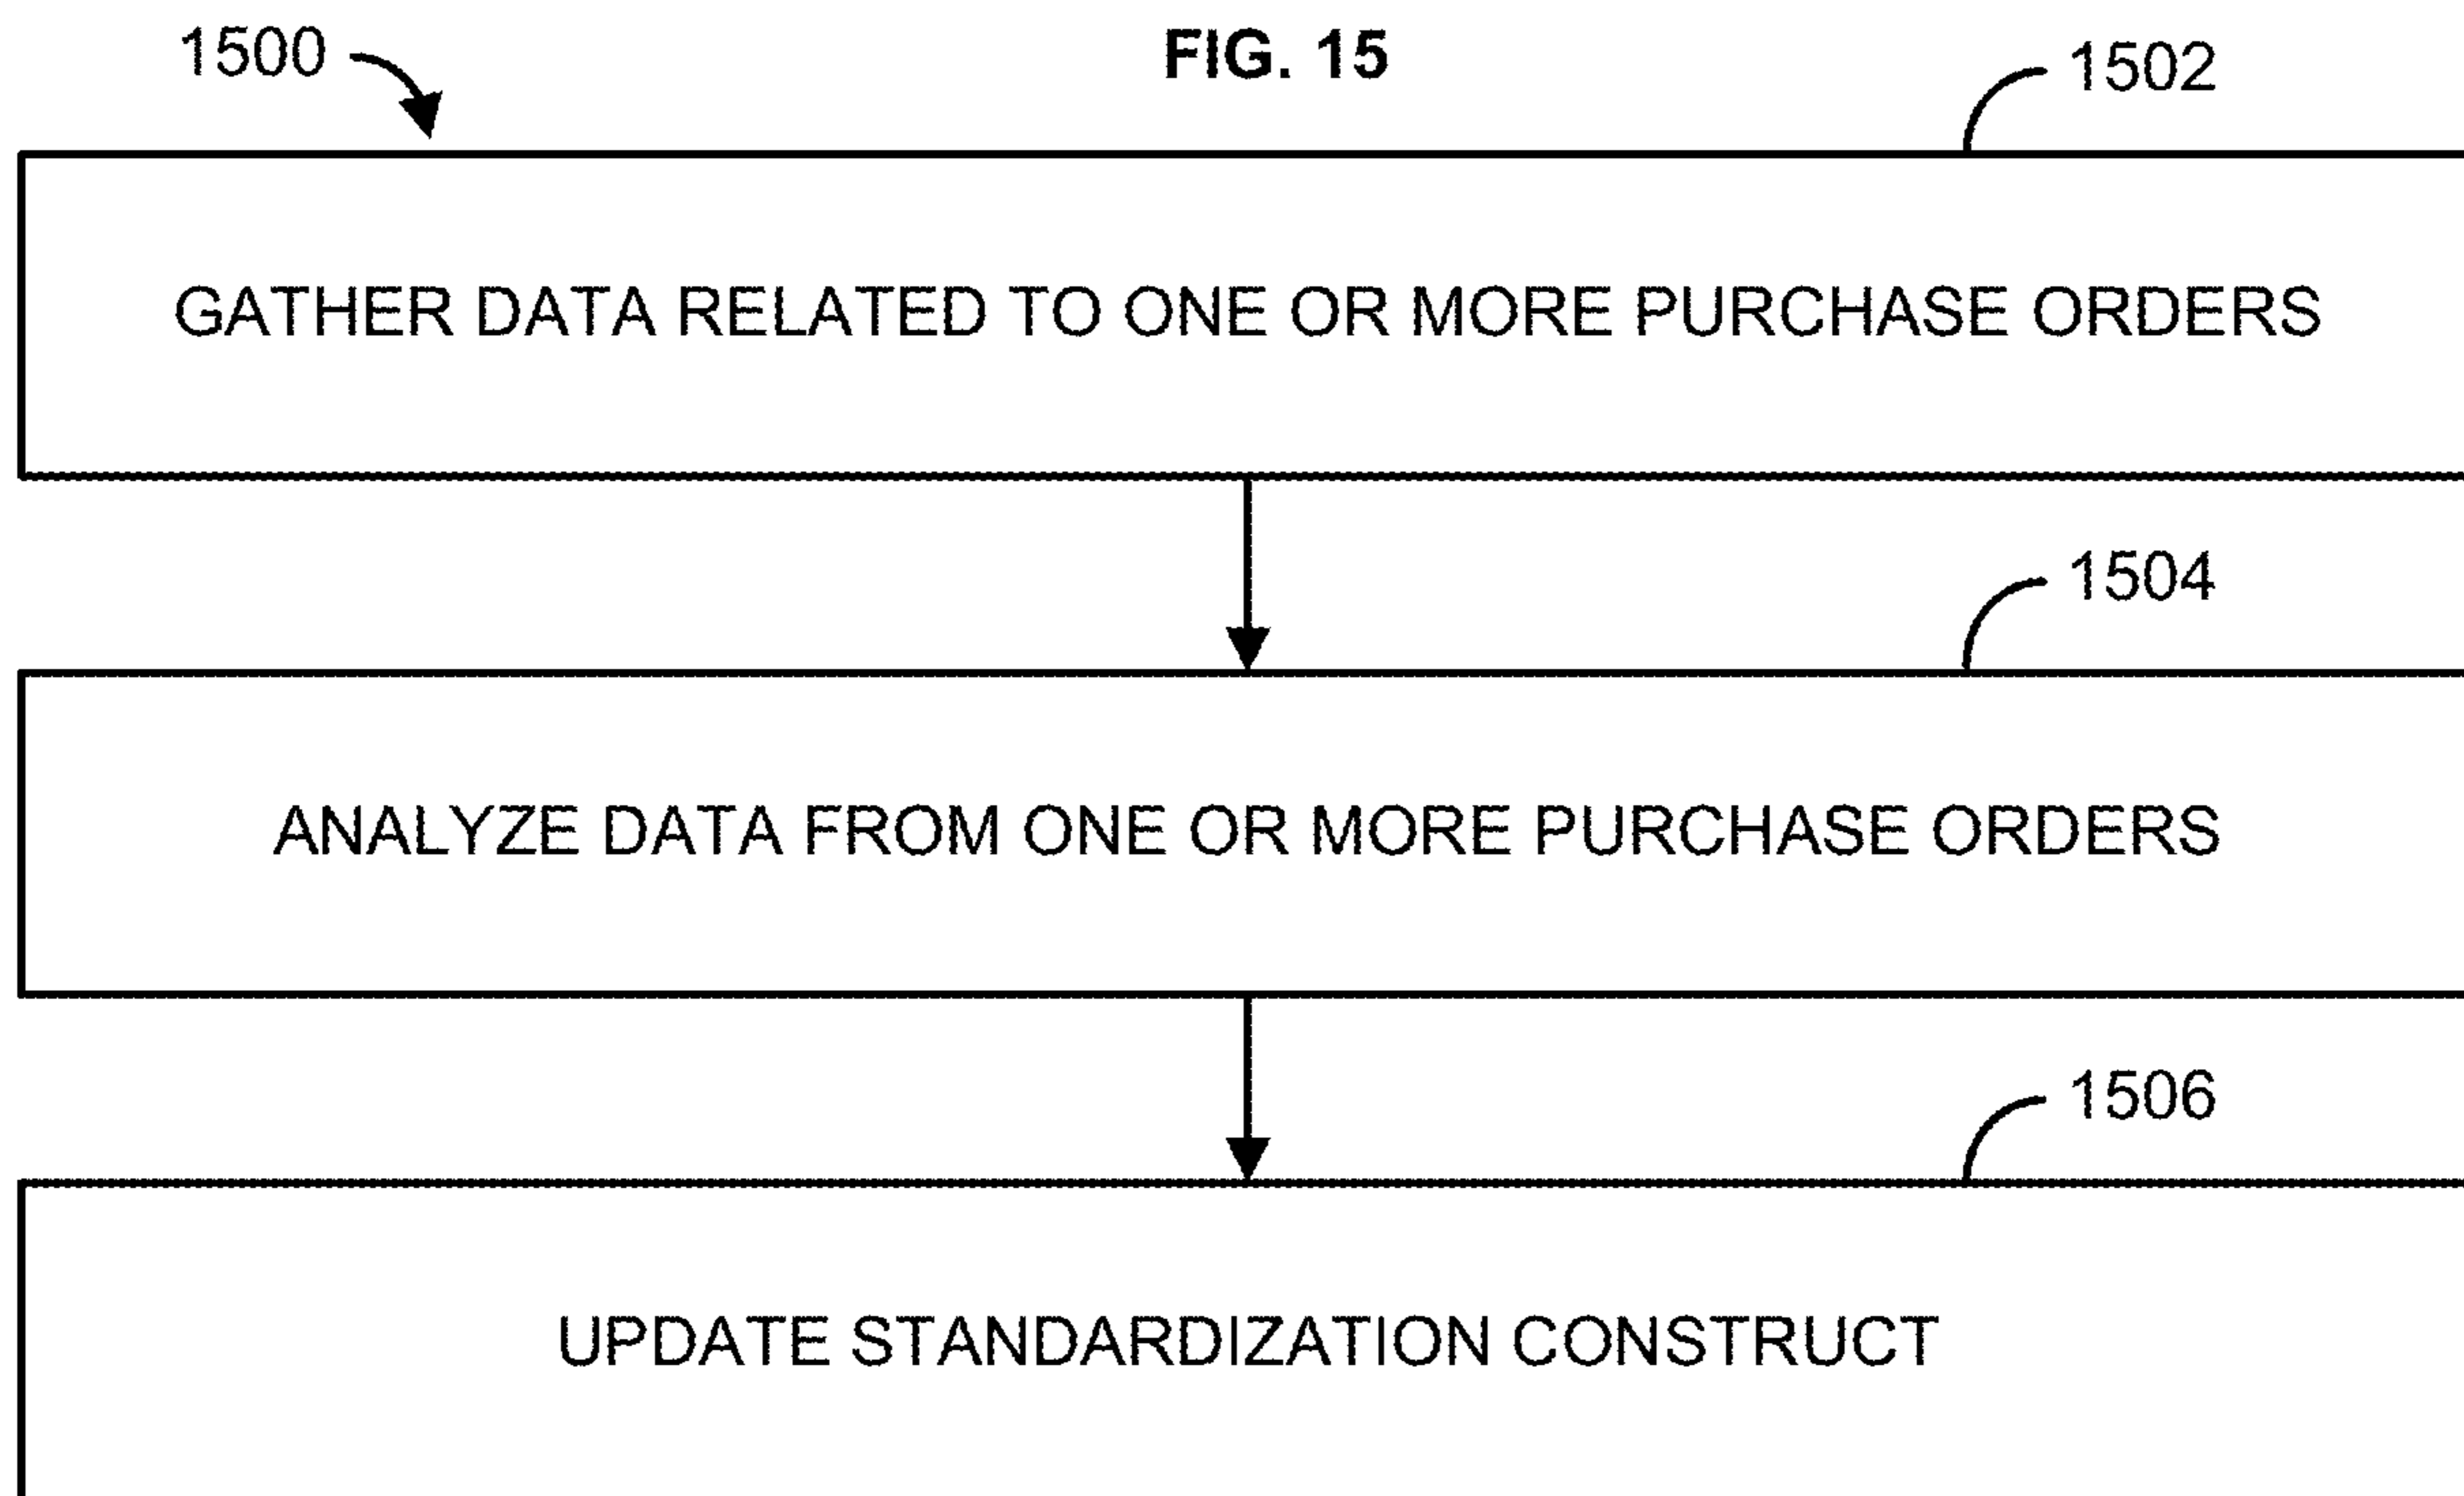 1500
FIG. 15
1502
GATHER DATA RELATED TO ONE OR MORE PURCHASE ORDERS
1504
ANALYZE DATA FROM ONE OR MORE PURCHASE ORDERS
1506
UPDATE STANDARDIZATION CONSTRUCT